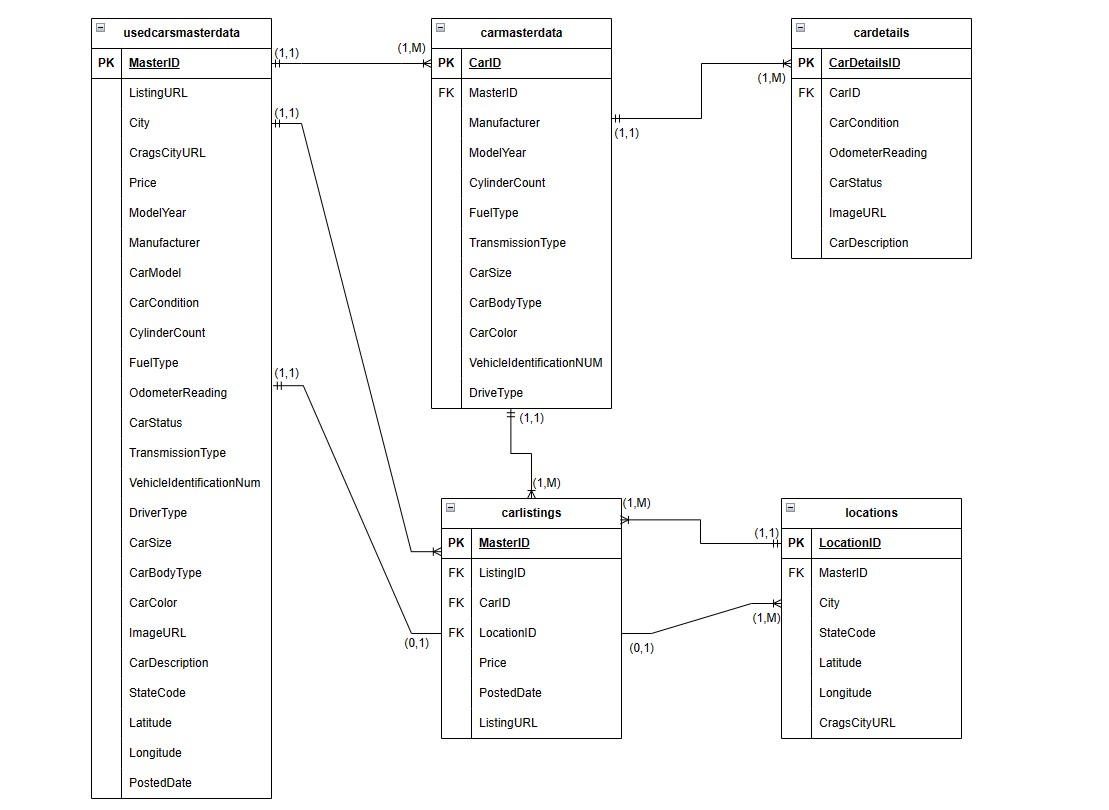 usedcarsmasterdata
PK MasterID
ListingURL
City
CragsCityURL
Price
ModelYear
Manufacturer
CarModel
CarCondition
CylinderCount
FuelType
OdometerReading
CarStatus
TransmissionType
VehicleIdentificationNum
DriverType
CarSize
CarBodyType
CarColor
ImageURL
CarDescription
StateCode
Latitude
Longitude
PostedDate
(1,1)
(1,M)
(1,1)
(1,1)
(0,1)
carmasterdata
PK CarID
FK MasterID
Manufacturer
ModelYear
CylinderCount
FuelType
TransmissionType
CarSize
CarBodyType
CarColor
VehicleIdentificationNUM
DriveType
(1,1)
(1,M)
(1,1)
(1,M)
cardetails
PK CarDetailsID
FK CarID
CarCondition
OdometerReading
CarStatus
ImageURL
CarDescription
carlistings
PK MasterID
FK ListingID
FK CarID
FK LocationID
Price
PostedDate
ListingURL
(1,M)
(1,1)
(0,1)
(1,M)
locations
PK LocationID
FK MasterID
City
StateCode
Latitude
Longitude
CragsCityURL